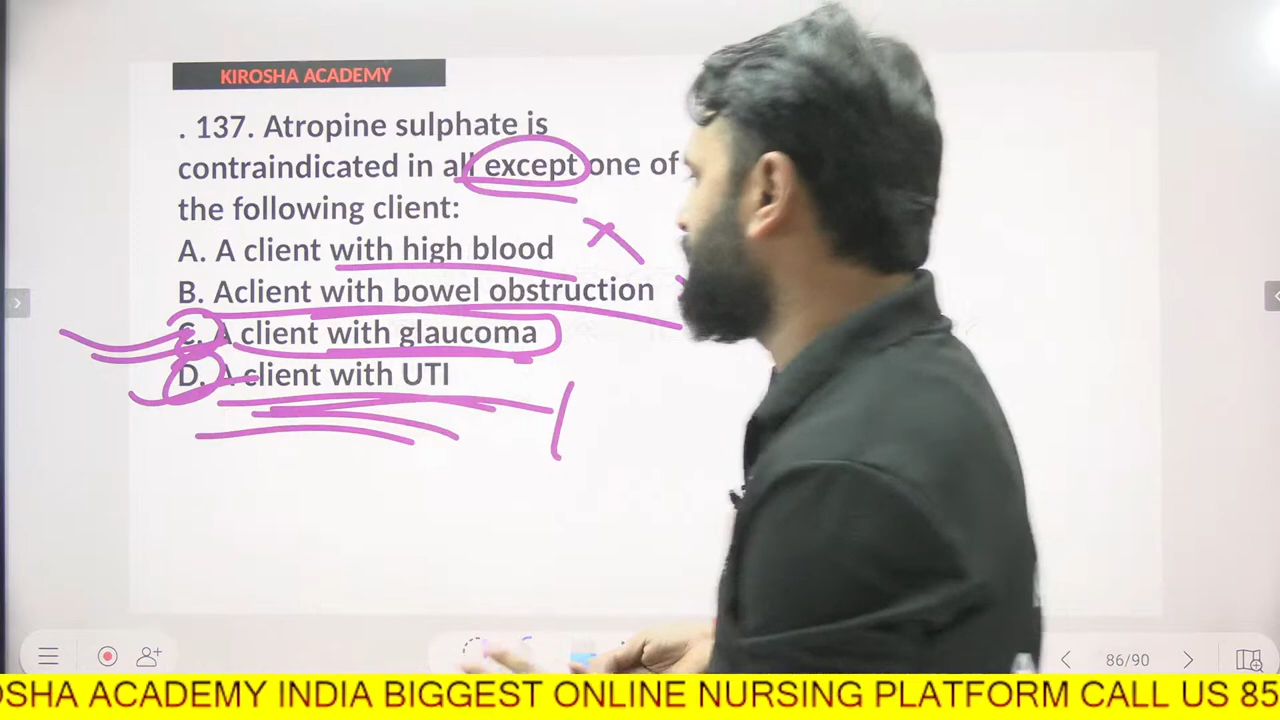 KIROSHA ACADEMY
. 137. Atropine sulphate is
contraindicated in all except one of
the following client:
A. A client with high blood
B. Aclient with bowel obstruction
C. A client with glaucoma
D. A client with UTI
86/90
OSHA ACADEMY INDIA BIGGEST ONLINE NURSING PLATFORM CALL US 85